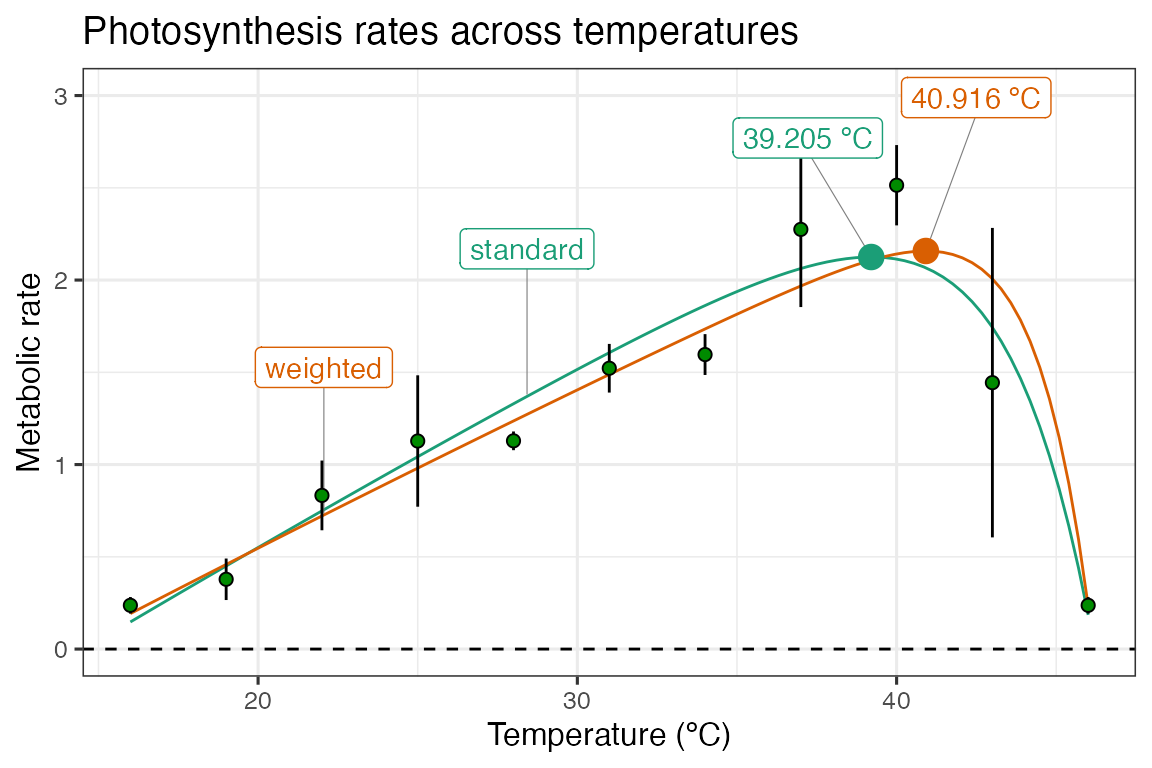 Photosynthesis rates across temperatures
40.916 °C
39.205 °C
standard
weighted
Metabolic rate
3
2
1
0
20
30
40
Temperature (°C)